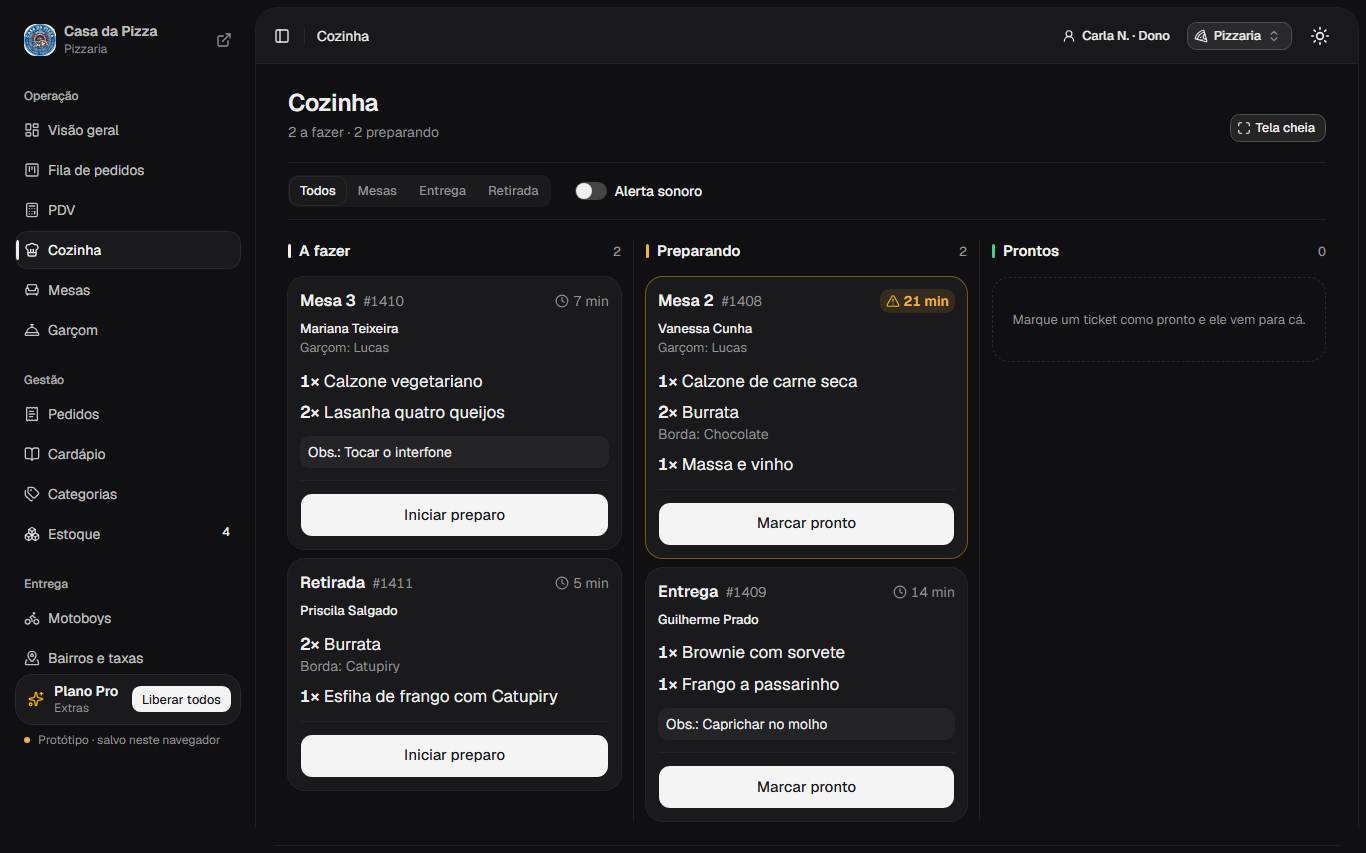 Casa da Pizza
Pizzaria
Operação
Visão geral
Fila de pedidos
PDV
Cozinha
Mesas
Garçom
Gestão
Pedidos
Cardápio
Categorias
Estoque 4
Entrega
Motoboys
Bairros e taxas
Plano Pro
Extras
Liberar todos
Protótipo · salvo neste navegador
Cozinha
Carla N. · Dono
Pizzaria
Cozinha
2 a fazer · 2 preparando
Tela cheia
Todos Mesas Entrega Retirada
Alerta sonoro
A fazer 2
Mesa 3 #1410 7 min
Mariana Teixeira
Garçom: Lucas
1× Calzone vegetariano
2× Lasanha quatro queijos
Obs.: Tocar o interfone
Iniciar preparo
Retirada #1411 5 min
Priscila Salgado
2× Burrata
Borda: Catupiry
1× Esfiha de frango com Catupiry
Iniciar preparo
Preparando 2
Mesa 2 #1408 21 min
Vanessa Cunha
Garçom: Lucas
1× Calzone de carne seca
2× Burrata
Borda: Chocolate
1× Massa e vinho
Marcar pronto
Entrega #1409 14 min
Guilherme Prado
1× Brownie com sorvete
1× Frango a passarinho
Obs.: Caprichar no molho
Marcar pronto
Prontos 0
Marque um ticket como pronto e ele vem para cá.